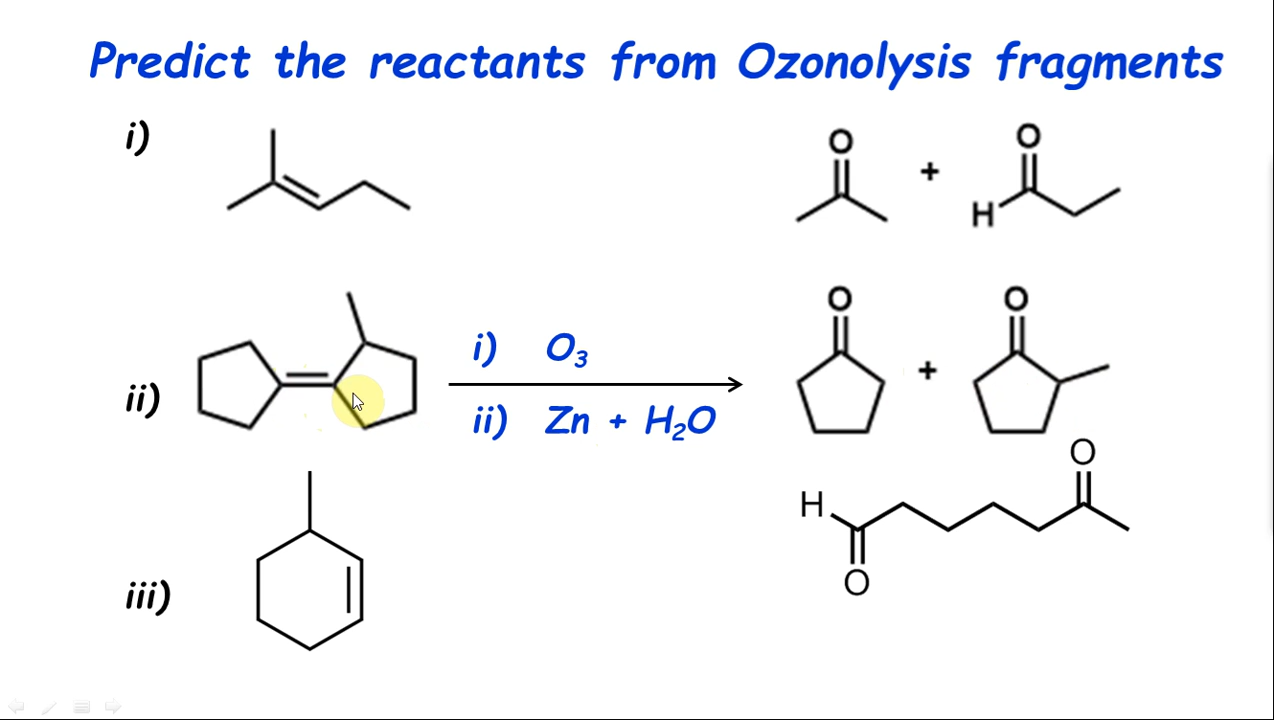 Predict the reactants from Ozonolysis fragments
i)
O
+
O
H
ii)
i) O₃
ii) Zn + H₂O
O
+
O
iii)
H
O
O